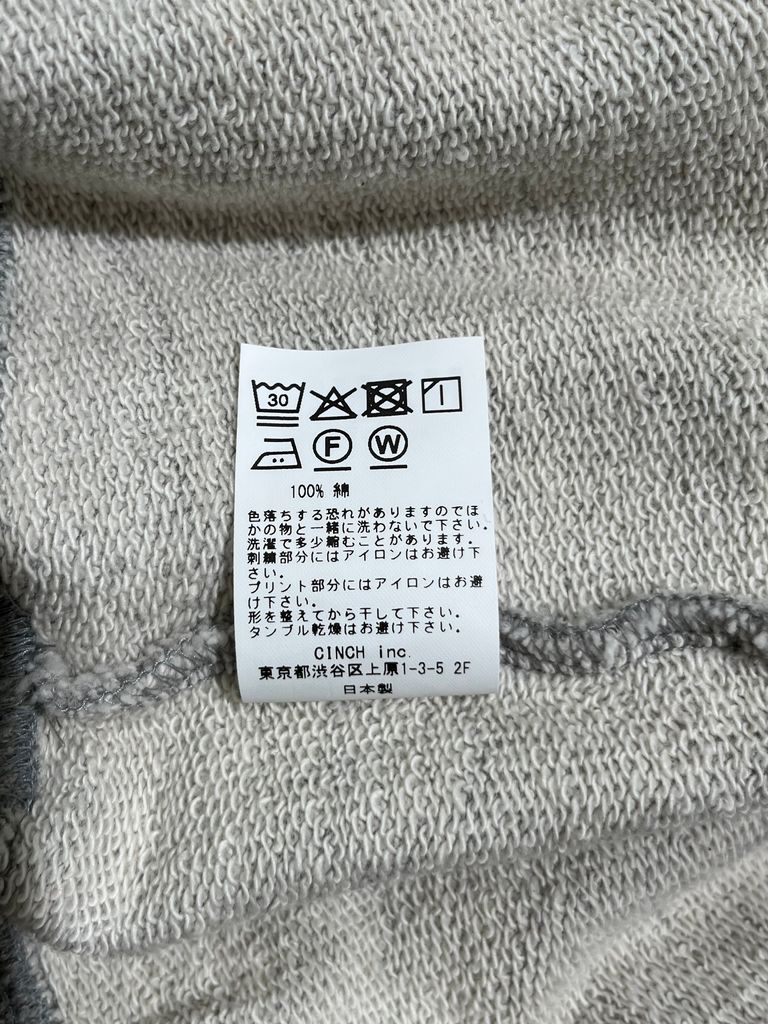 30
F W
100% 綿
色落ちする恐れがありますのでほ
かの物と一緒に洗わないで下さい。
洗濯で多少縮むことがあります。
刺繍部分にはアイロンはお避け下
さい。
プリント部分にはアイロンはお避
け下さい。
形を整えてから干して下さい。
タンブル乾燥はお避け下さい。
CINCH inc.
東京都渋谷区上原1-3-5 2F
日本製